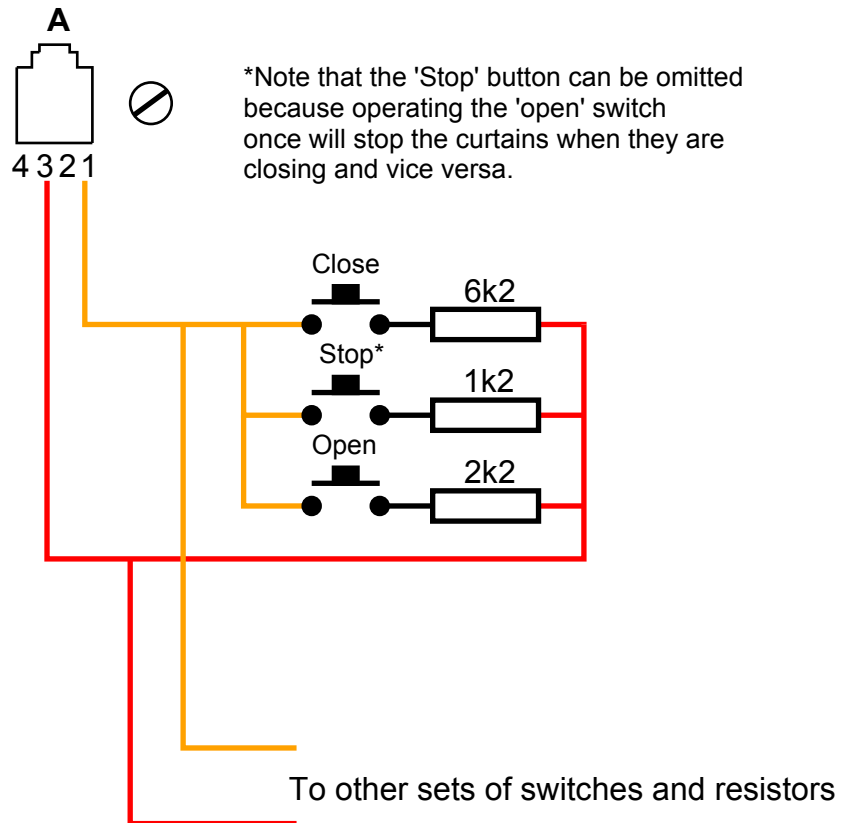 A
*Note that the 'Stop' button can be omitted
because operating the 'open' switch
once will stop the curtains when they are
closing and vice versa.
4 3 2 1
Close
6k2
Stop*
1k2
Open
2k2
To other sets of switches and resistors